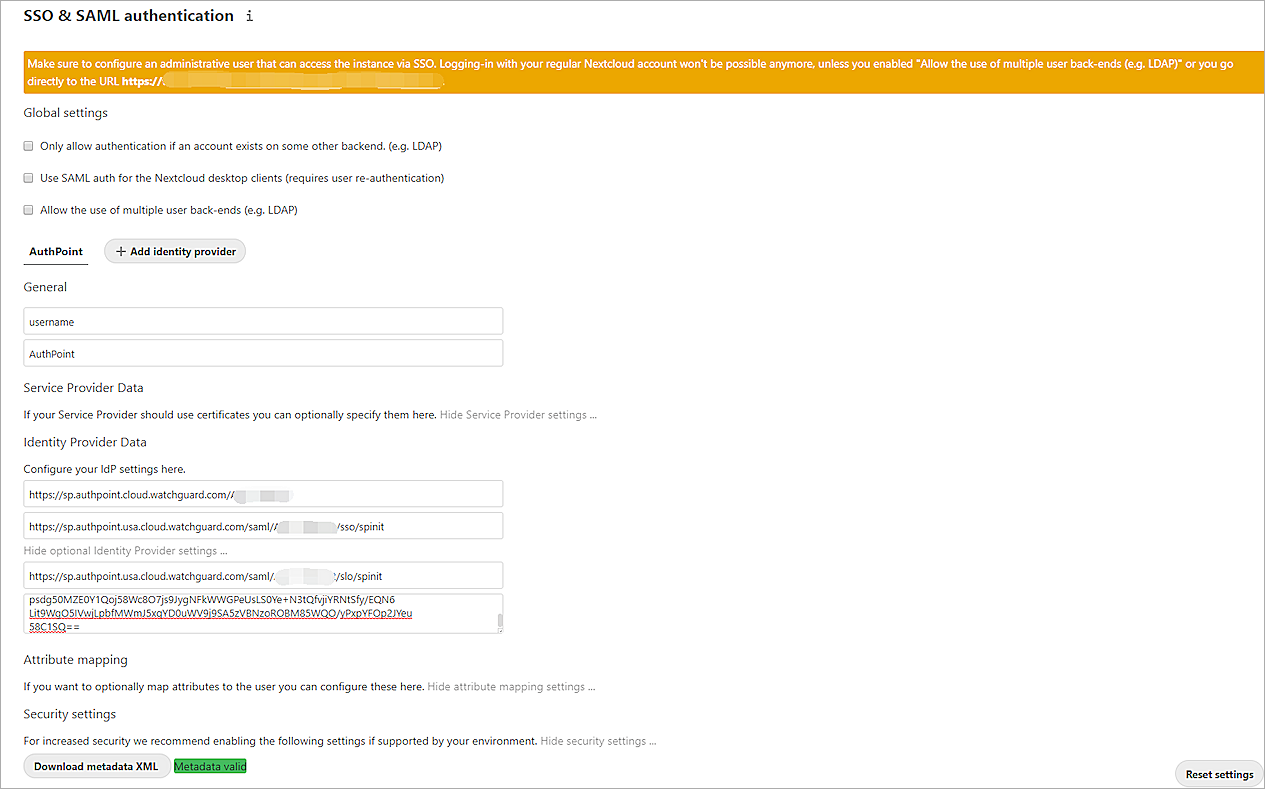 SSO & SAML authentication i
Make sure to configure an administrative user that can access the instance via SSO. Logging-in with your regular Nextcloud account won't be possible anymore, unless you enabled "Allow the use of multiple user back-ends (e.g. LDAP)" or you go
directly to the URL https://
Global settings
Only allow authentication if an account exists on some other backend. (e.g. LDAP)
Use SAML auth for the Nextcloud desktop clients (requires user re-authentication)
Allow the use of multiple user back-ends (e.g. LDAP)
AuthPoint + Add identity provider
General
username
AuthPoint
Service Provider Data
If your Service Provider should use certificates you can optionally specify them here. Hide Service Provider settings ...
Identity Provider Data
Configure your IdP settings here.
https://sp.authpoint.cloud.watchguard.com/
https://sp.authpoint.usa.cloud.watchguard.com/saml/ /sso/spinit
Hide optional Identity Provider settings ...
https://sp.authpoint.usa.cloud.watchguard.com/saml/ /slo/spinit
psdg50MZE0Y1Qoj58Wc8O7js9JygNFkWWGPeUsLS0Ye+N3tQfvjiYRNtSfy/EQN6
Lit9WgO5IVwjLpbfMWmJ5xqYD0uWV9j9SA5zVBNzoROBM85WQO/yPxpYFOp2JYeu
58C1SQ==
Attribute mapping
If you want to optionally map attributes to the user you can configure these here. Hide attribute mapping settings ...
Security settings
For increased security we recommend enabling the following settings if supported by your environment. Hide security settings ...
Download metadata XML Metadata valid
Reset settings